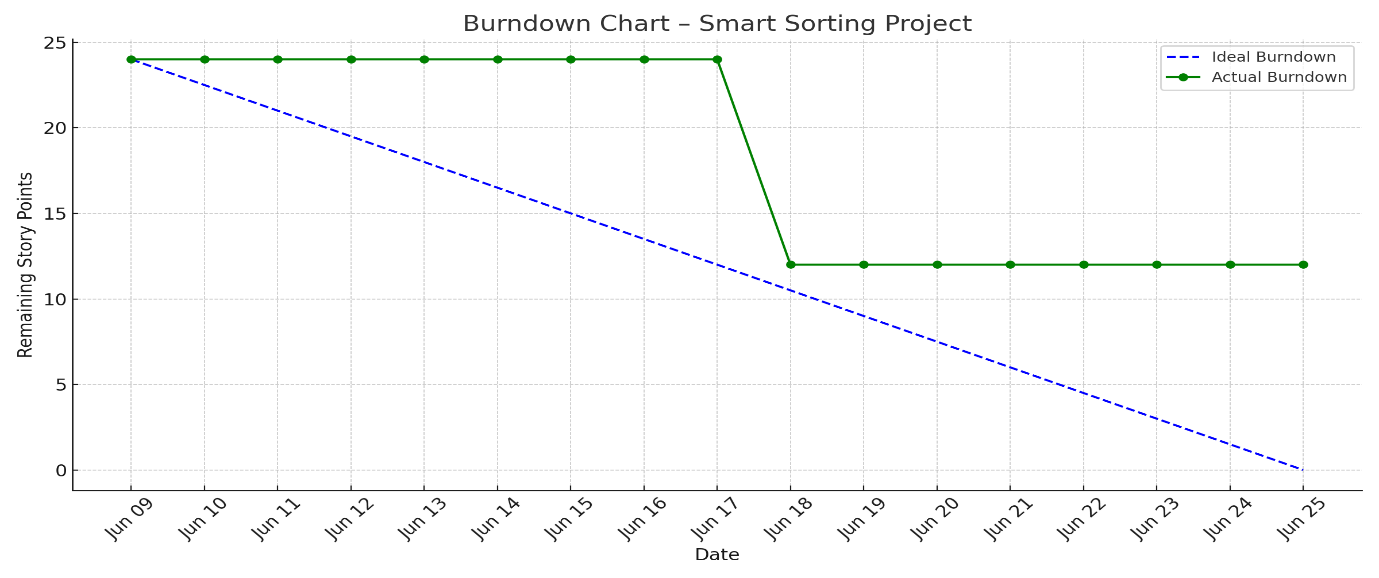 Burndown Chart – Smart Sorting Project
Ideal Burndown
Actual Burndown
Remaining Story Points
25
20
15
10
5
0
Jun 09
Jun 10
Jun 11
Jun 12
Jun 13
Jun 14
Jun 15
Jun 16
Jun 17
Jun 18
Jun 19
Jun 20
Jun 21
Jun 22
Jun 23
Jun 24
Jun 25
Date